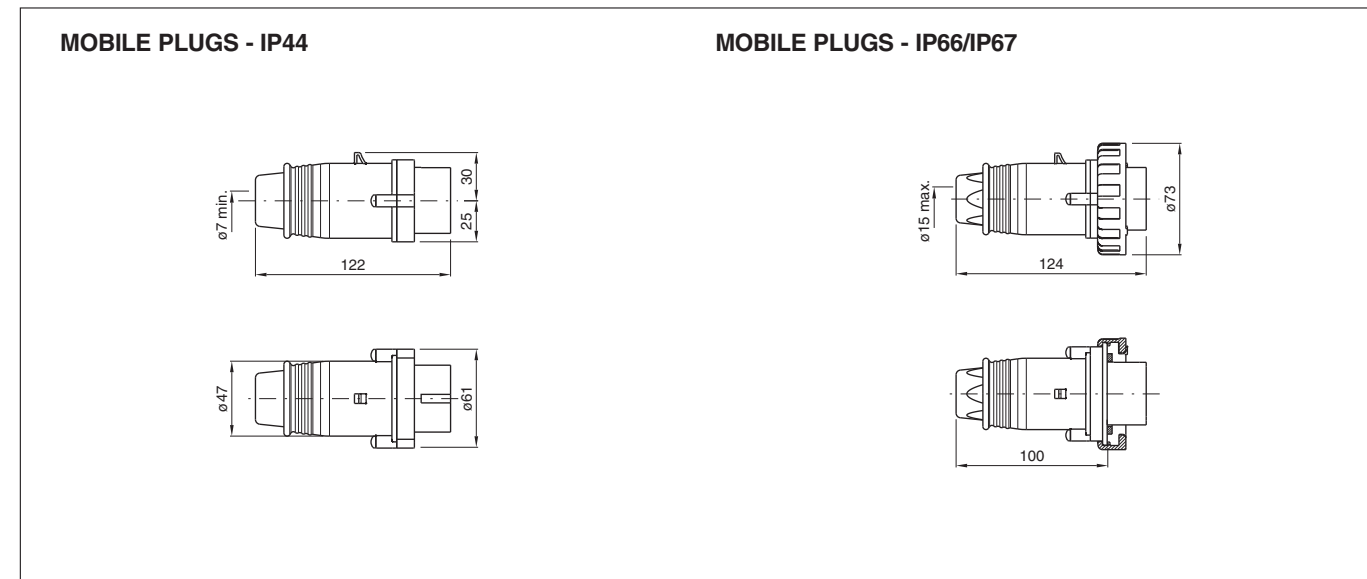 MOBILE PLUGS - IP44
MOBILE PLUGS - IP66/IP67
ø7 min.
30
25
122
ø15 max.
ø73
124
ø47
ø61
100